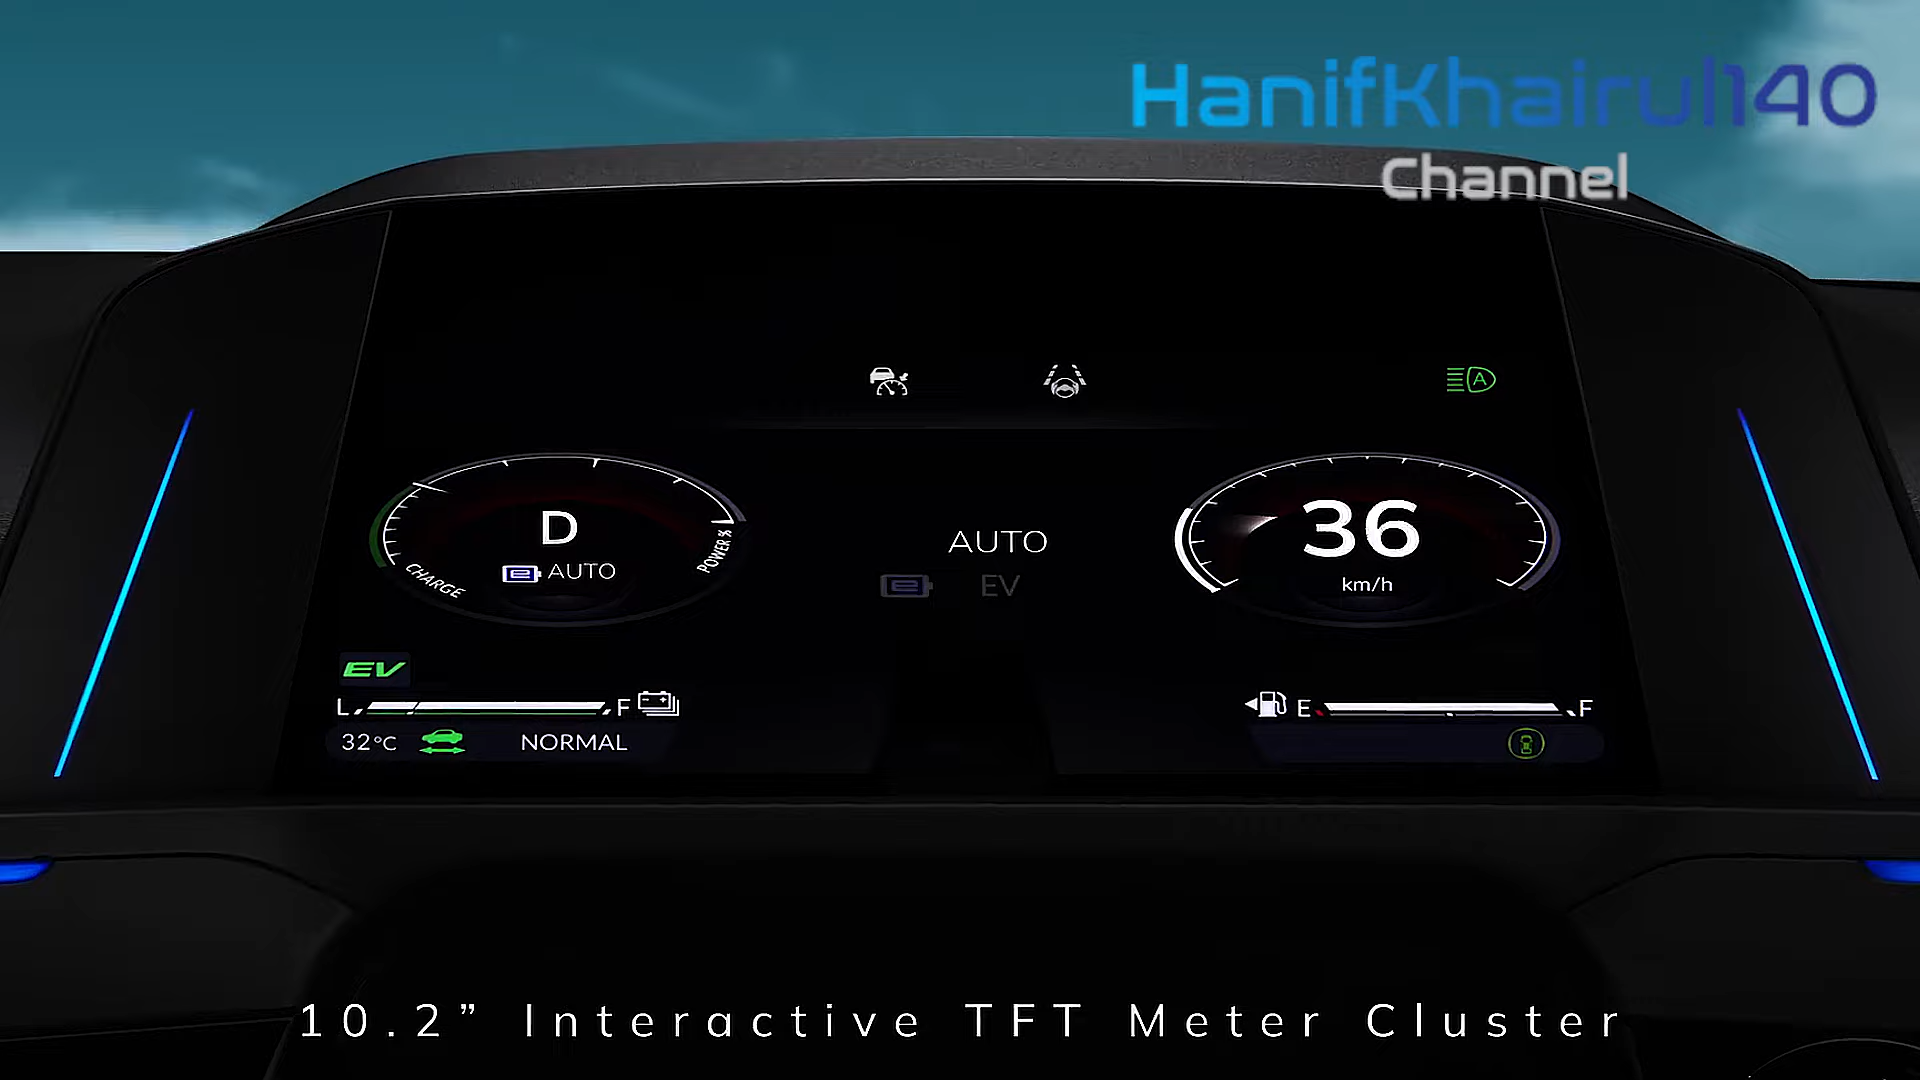 HanifKhairul140
Channel
D
AUTO
CHARGE
POWER %
AUTO
EV
36
km/h
A
EV
L
F
E
F
32°C
NORMAL
10.2” Interactive TFT Meter Cluster